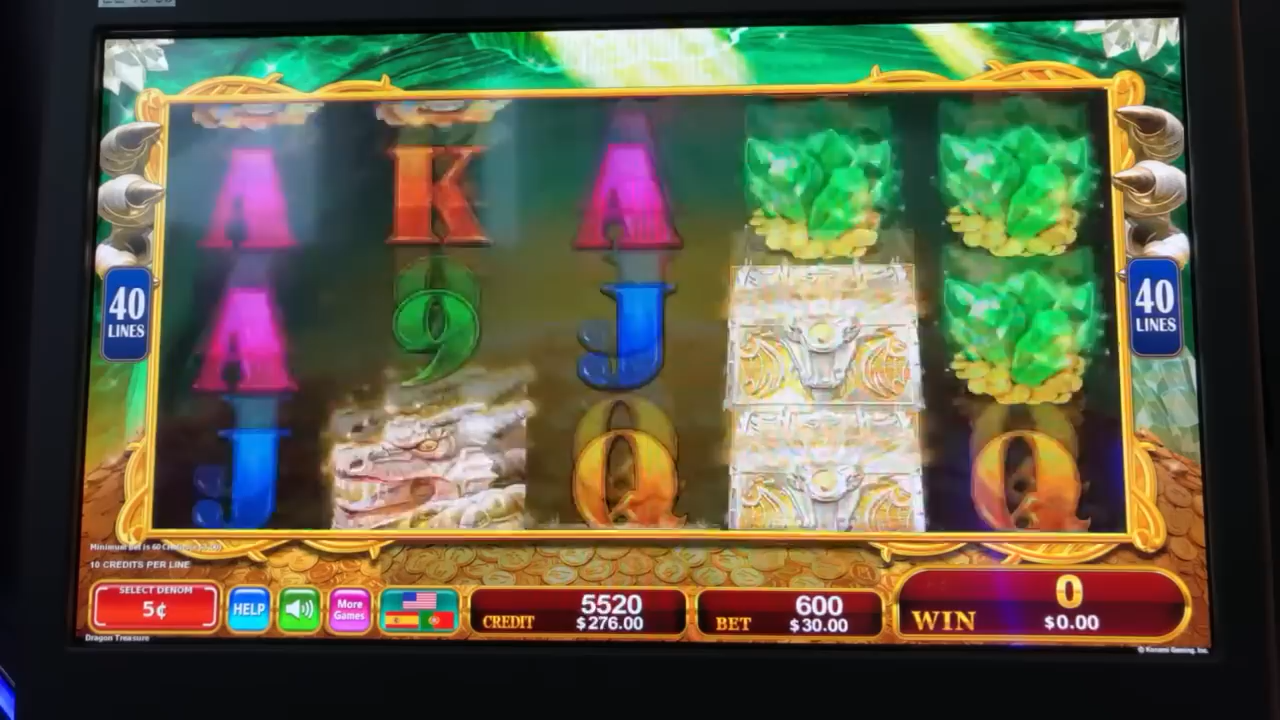 A K A
A 9 J
J Q Q
40
LINES
40
LINES
10 CREDITS PER LINE
SELECT DENOM
5¢
HELP
More
Games
CREDIT
5520
$276.00
BET
600
$30.00
WIN
0
$0.00
Dragon Treasure
© Konami Gaming, Inc.